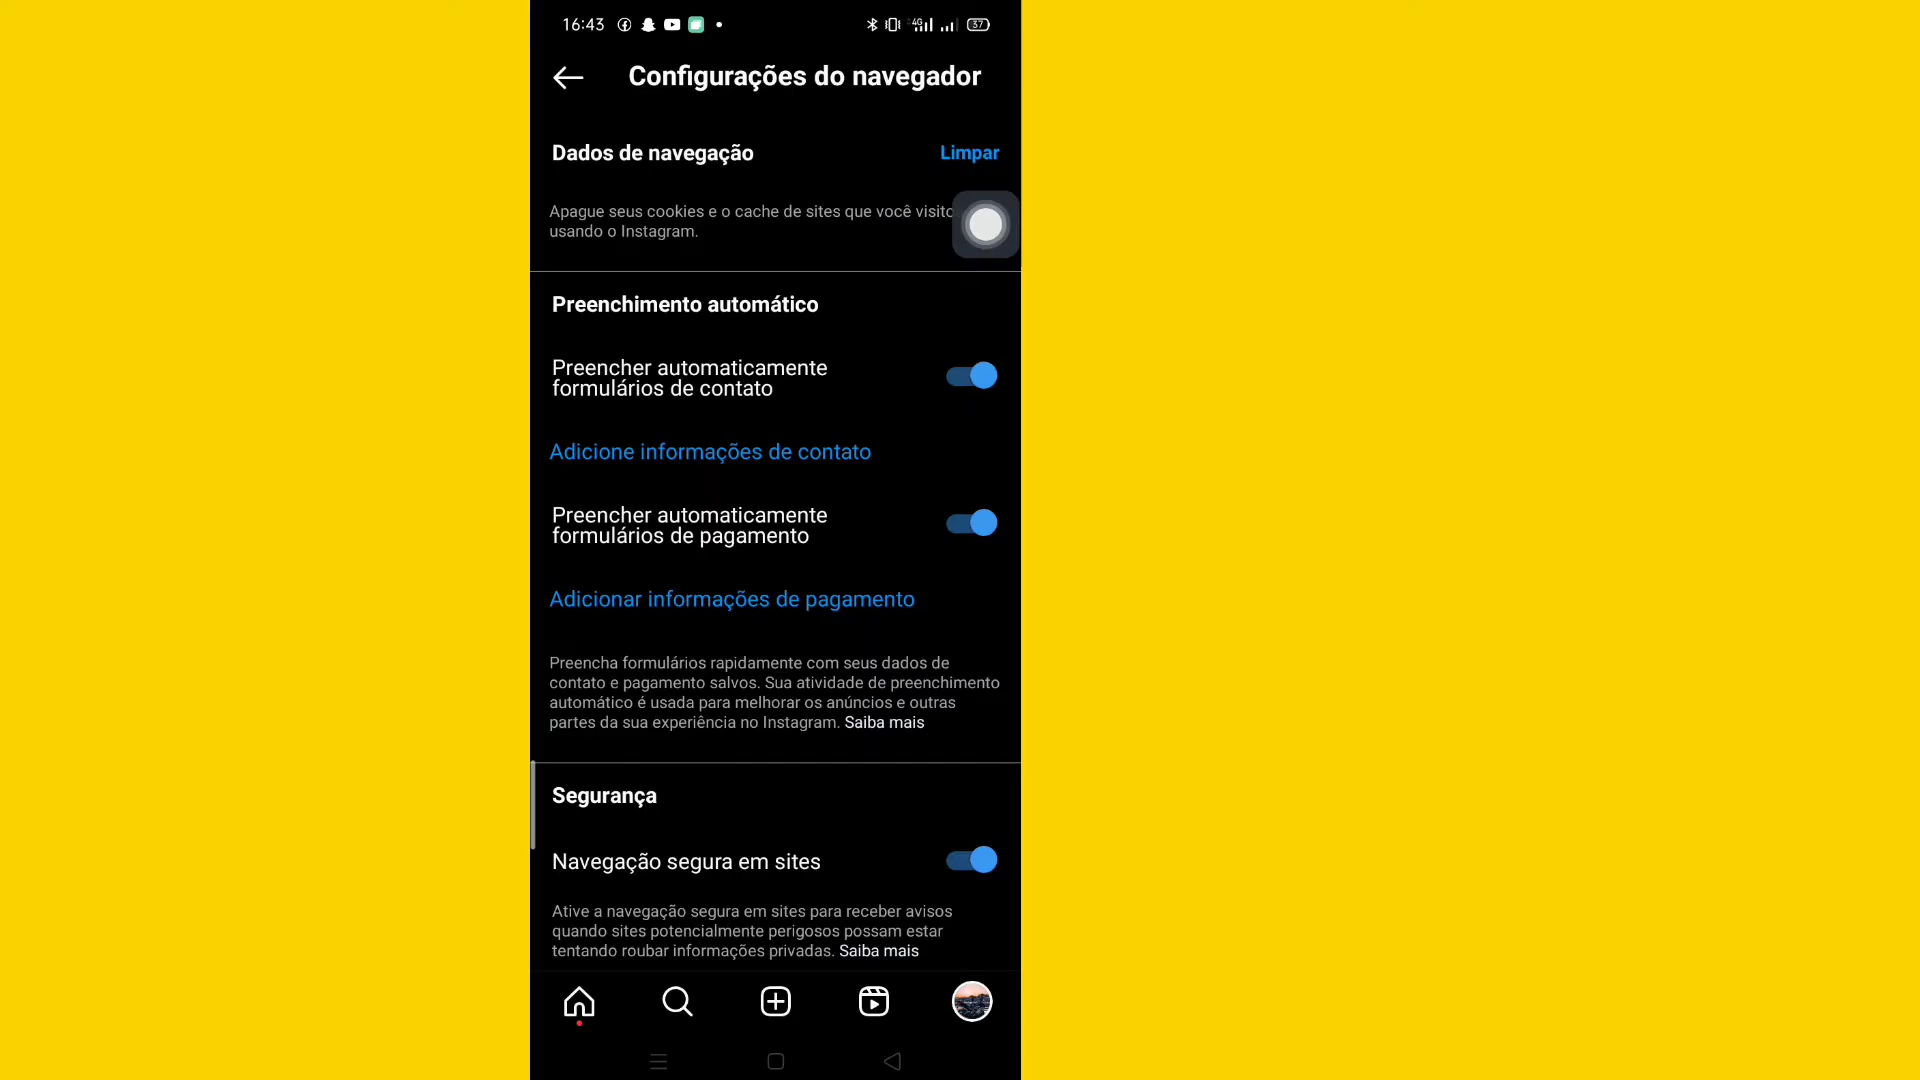 16:43
4G
37
Configurações do navegador
Dados de navegação
Limpar
Apague seus cookies e o cache de sites que você
usando o Instagram.
Preenchimento automático
Preencher automaticamente
formulários de contato
Adicione informações de contato
Preencher automaticamente
formulários de pagamento
Adicionar informações de pagamento
Preencha formulários rapidamente com seus dados de
contato e pagamento salvos. Sua atividade de preenchimento
automático é usada para melhorar os anúncios e outras
partes da sua experiência no Instagram. Saiba mais
Segurança
Navegação segura em sites
Ative a navegação segura em sites para receber avisos
quando sites potencialmente perigosos possam estar
tentando roubar informações privadas. Saiba mais